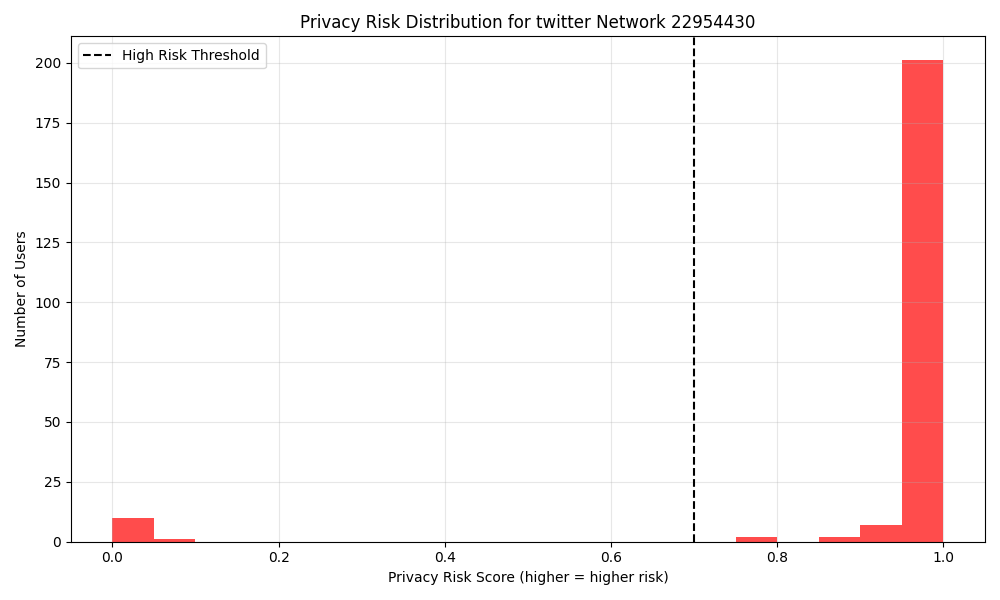 Privacy Risk Distribution for twitter Network 22954430
High Risk Threshold
200
175
150
125
100
75
50
25
0
Number of Users
0.0 0.2 0.4 0.6 0.8 1.0
Privacy Risk Score (higher = higher risk)